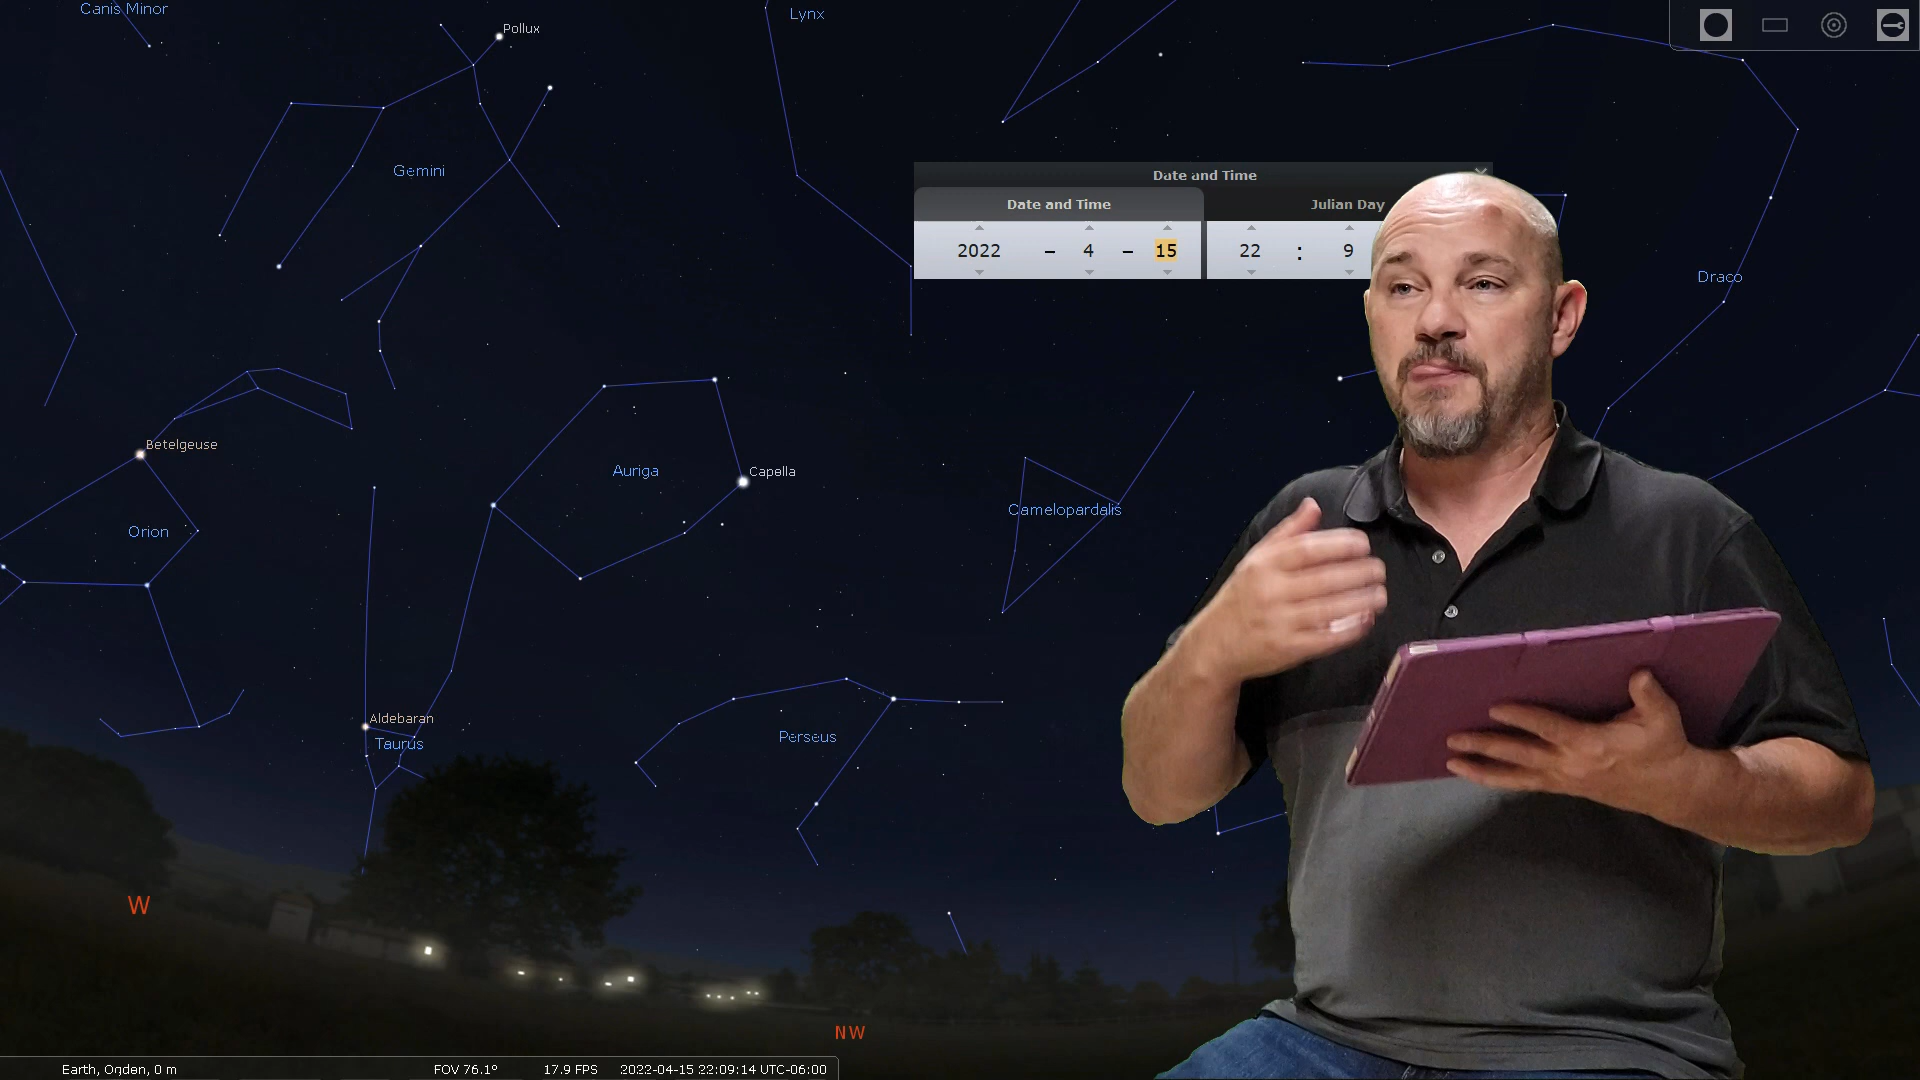 Canis Minor
Lynx
Pollux
Gemini
Date and Time
Date and Time
Julian Day
2022 - 4 - 15
22 : 9
Draco
Betelgeuse
Auriga
Capella
Orion
Camelopardalis
Aldebaran
Taurus
Perseus
W
NW
Earth, Ogden, 0 m
FOV 76.1°
17.9 FPS
2022-04-15 22:09:14 UTC-06:00